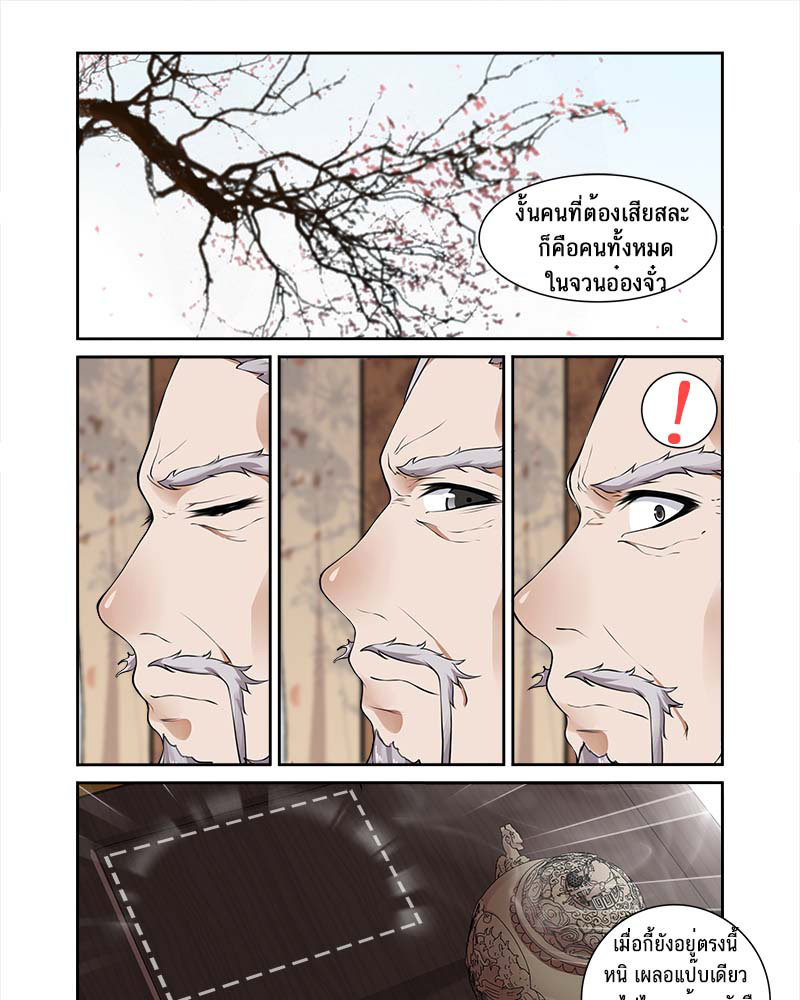 งั้นคนที่ต้องเสียสละ
ก็คือคนทั้งหมด
ในจวนอ๋องจิ่ว
!
เมื่อกี้ยังอยู่ตรงนี้
หนิ เผลอแป๊บเดียว